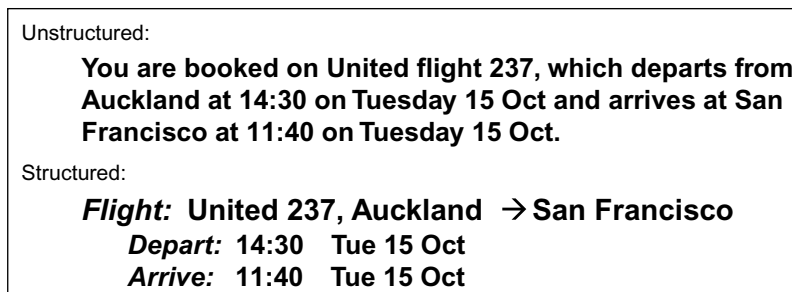 Unstructured:
You are booked on United flight 237, which departs from
Auckland at 14:30 on Tuesday 15 Oct and arrives at San
Francisco at 11:40 on Tuesday 15 Oct.
Structured:
Flight: United 237, Auckland → San Francisco
Depart: 14:30 Tue 15 Oct
Arrive: 11:40 Tue 15 Oct